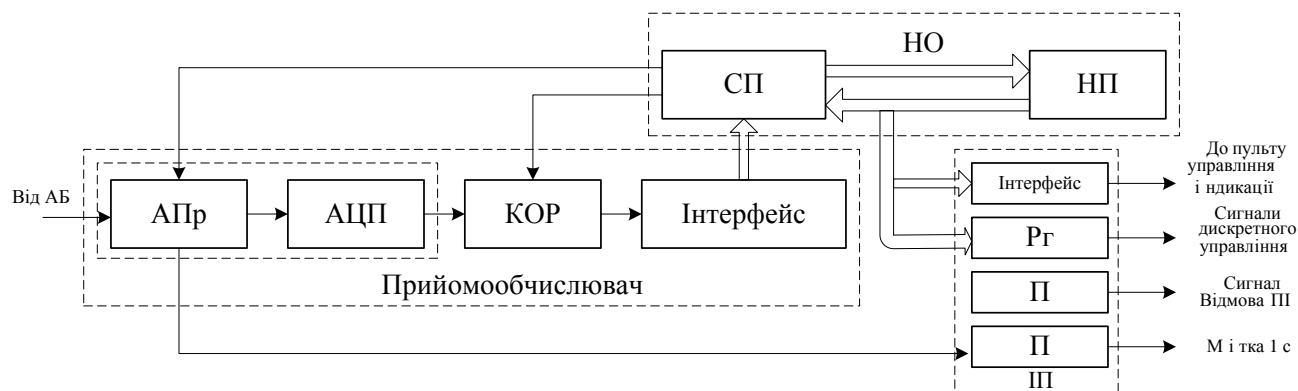 НО
СП
НП
Від АБ
АПр
АЦП
КОР
Інтерфейс
Прийомообчислювач
Інтерфейс
До пульту
управління
і ндикації
Рг
Сигнали
дискретного
управління
П
Сигнал
Відмова ПІ
П
М і тка 1 с
ІП